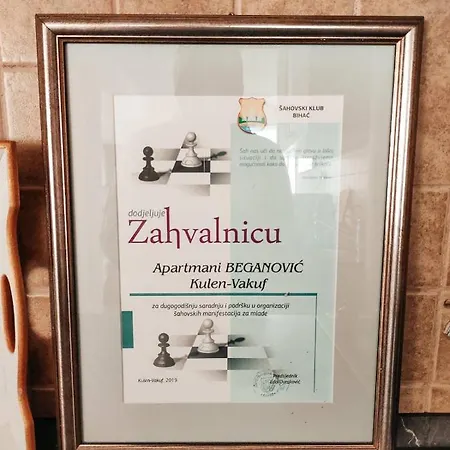 ŠAHOVSKI KLUB
BIHAĆ
dodjeljuje
Zahvalnicu
Apartmani BEGANOVIĆ
Kulen-Vakuf
za dugogodišnju saradnju i podršku u organizaciji
Šahovskih manifestacija za mlade
Kulen-Vakuf, 2019
Predsjednik